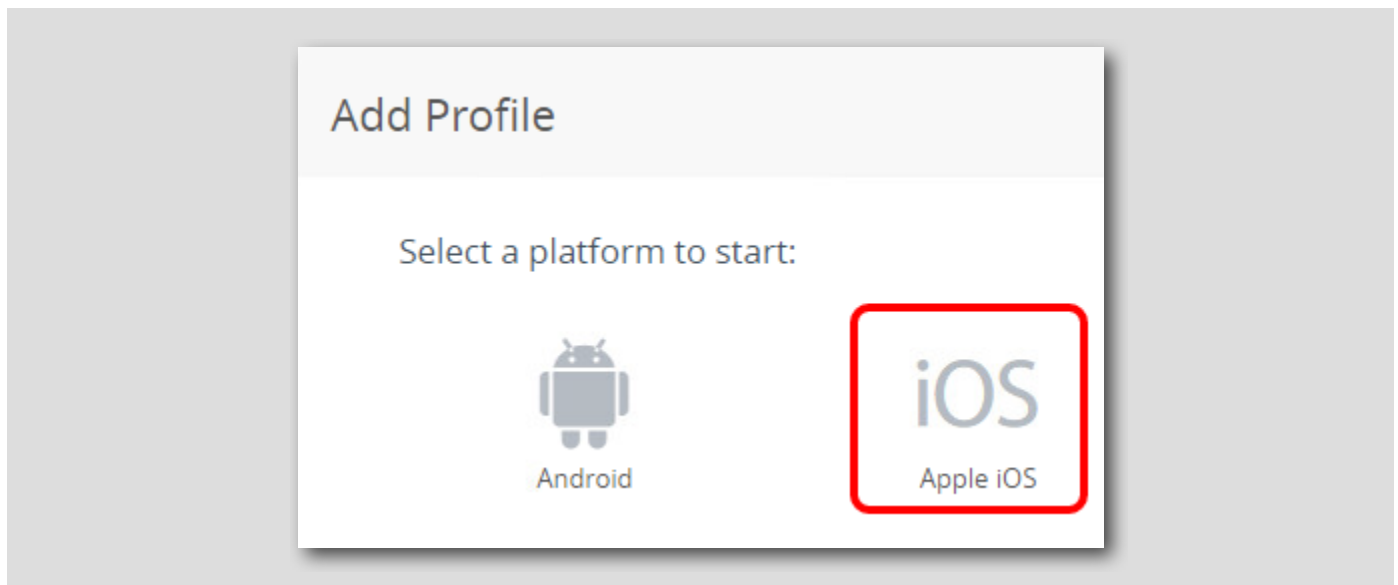 Add Profile
Select a platform to start:
iOS
Android
Apple iOS